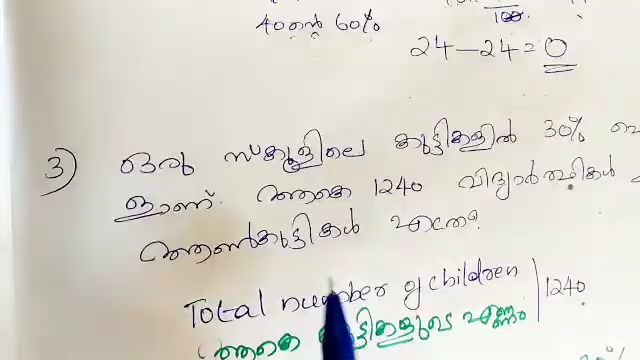 40ന്റെ 60%
100
24 — 24 = 0
3) ഒരു സ്കൂളിലെ കുട്ടികളിൽ 30%
ളാണ്. ആകെ 1240 വിദ്യാർത്ഥികൾ
ആൺകുട്ടികൾ എത്ര?
Total number of children | 1240
ആകെ കുട്ടികളുടെ എണ്ണം